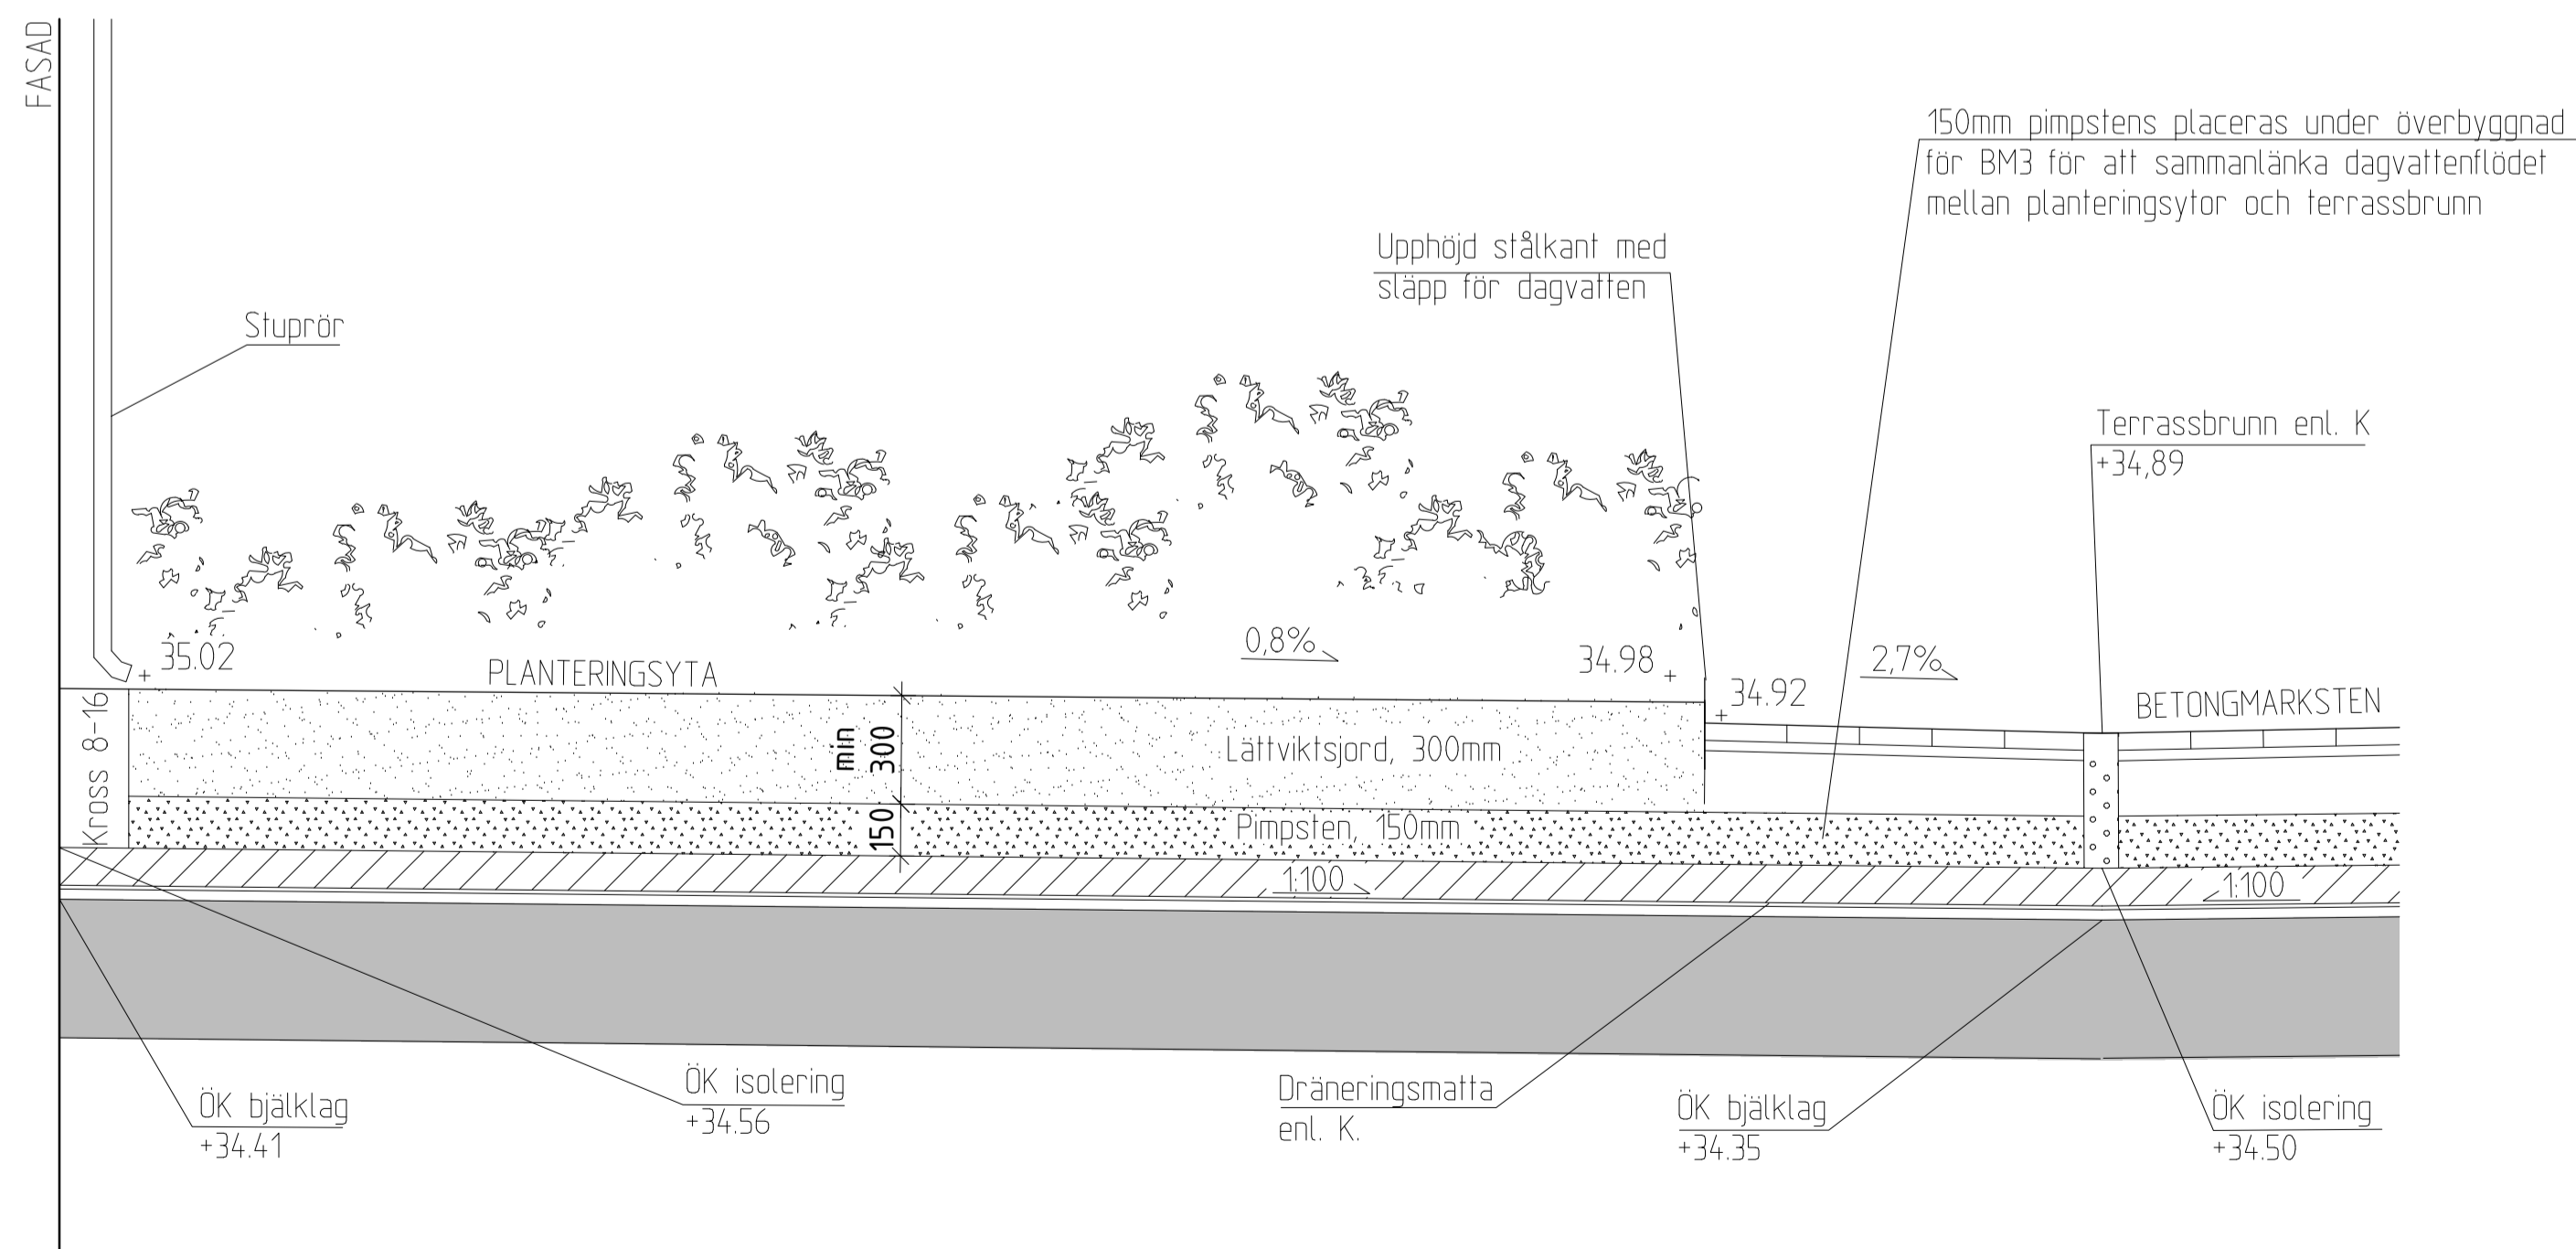 FASAD
150mm pimpstens placeras under överbyggnad
för BM3 för att sammanlänka dagvattenflödet
mellan planteringsytor och terrassbrunn
Upphöjd stålkant med
släpp för dagvatten
Stuprör
Terrassbrunn enl. K
+34,89
35.02
PLANTERINGSYTA
0,8%
34.98
34.92
2,7%
BETONGMARKSTEN
Kross 8-16
min
300
Lättviktsjord, 300mm
150
Pimpsten, 150mm
1:100
1:100
ÖK bjälklag
+34.41
ÖK isolering
+34.56
Dräneringsmatta
enl. K.
ÖK bjälklag
+34.35
ÖK isolering
+34.50